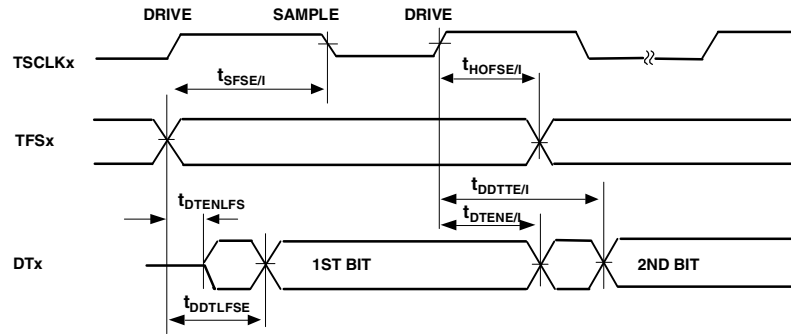 DRIVE SAMPLE DRIVE
TSCLKx
tSFSE/I
tHOFSE/I
TFSx
tDTENLFS
tDDTTE/I
tDTENE/I
DTx
1ST BIT
2ND BIT
tDDTLFSE